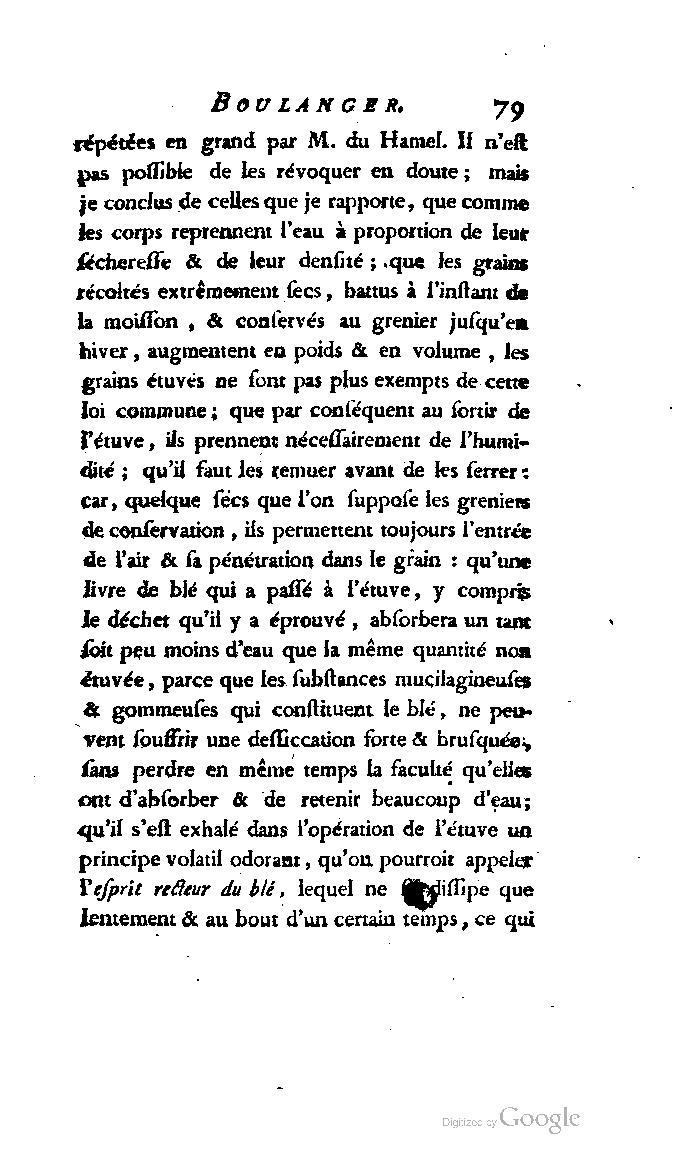 BOULANGER. 79
répétées en grand par M. du Hamel. Il n'eſt
pas poſſible de les révoquer en doute ; mais
je conclus de celles que je rapporte, que comme
les corps reprennent l'eau à proportion de leur
ſéchereſſe & de leur denſité ; que les grains
récoltés extrêmement ſecs, battus à l'inſtant de
la moiſſon , & conſervés au grenier juſqu'en
hiver, augmentent en poids & en volume , les
grains étuvés ne ſont pas plus exempts de cette
loi commune ; que par conſéquent au ſortir de
l'étuve, ils prennent néceſſairement de l'humi-
dité ; qu'il faut les remuer avant de les ſerrer :
car, quelque ſécs que l'on ſuppoſe les greniers
de conſervation , ils permettent toujours l'entrée
de l'air & ſa pénétration dans le grain : qu'une
livre de blé qui a paſſé à l'étuve, y compris
le déchet qu'il y a éprouvé , abſorbera un tant
ſoit peu moins d'eau que la même quantité non
étuvée, parce que les ſubſtances muçilagineuſes
& gommeuſes qui conſtituent le blé, ne peu-
vent ſouffrir une deſſiccation forte & bruſquée,
ſans perdre en même temps la faculté qu'elles
ont d'abſorber & de retenir beaucoup d'eau ;
qu'il s'eſt exhalé dans l'opération de l'étuve un
principe volatil odorant, qu'on pourroit appeler
l'eſprit recteur du blé, lequel ne diſſipe que
lentement & au bout d'un certain temps, ce qui
Digitized by Google